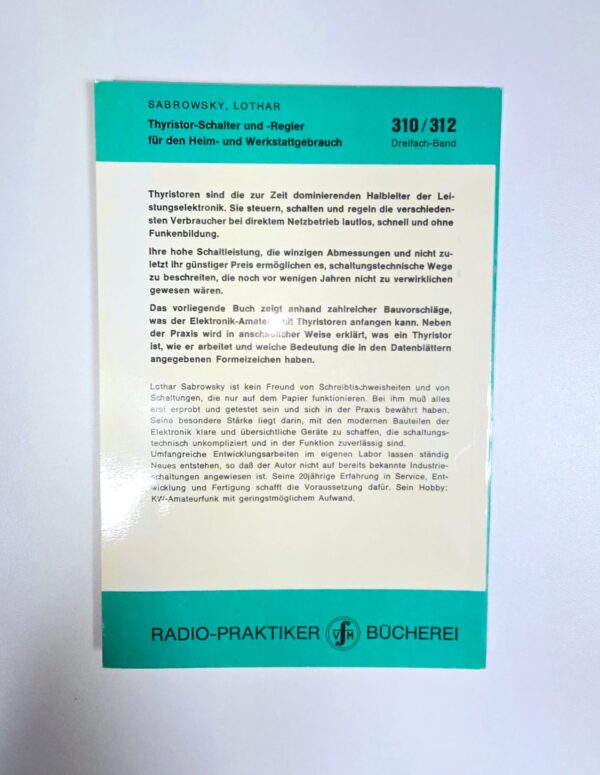 SABROWSKY, LOTHAR
Thyristor-Schalter und -Regler
für den Heim- und Werkstattgebrauch
310/312
Dreifach-Band
Thyristoren sind die zur Zeit dominierenden Halbleiter der Lei-
stungselektronik. Sie steuern, schalten und regeln die verschieden-
sten Verbraucher bei direktem Netzbetrieb lautlos, schnell und ohne
Funkenbildung.
Ihre hohe Schaltleistung, die winzigen Abmessungen und nicht zu-
letzt ihr günstiger Preis ermöglichen es, schaltungstechnische Wege
zu beschreiten, die noch vor wenigen Jahren nicht zu verwirklichen
gewesen wären.
Das vorliegende Buch zeigt anhand zahlreicher Bauvorschläge,
was der Elektronik-Amateur mit Thyristoren anfangen kann. Neben
der Praxis wird in anschaulicher Weise erklärt, was ein Thyristor
ist, wie er arbeitet und welche Bedeutung die in den Datenblättern
angegebenen Formelzeichen haben.
Lothar Sabrowsky ist kein Freund von Schreibtischweisheiten und von
Schaltungen, die nur auf dem Papier funktionieren. Bei ihm muß alles
erst erprobt und getestet sein und sich in der Praxis bewährt haben.
Seine besondere Stärke liegt darin, mit den modernen Bauteilen der
Elektronik klare und übersichtliche Geräte zu schaffen, die schaltungs-
technisch unkompliziert und in der Funktion zuverlässig sind.
Umfangreiche Entwicklungsarbeiten im eigenen Labor lassen ständig
Neues entstehen, so daß der Autor nicht auf bereits bekannte Industrie-
schaltungen angewiesen ist. Seine 20jährige Erfahrung in Service, Ent-
wicklung und Fertigung schafft die Voraussetzung dafür. Sein Hobby:
KW-Amateurfunk mit geringstmöglichem Aufwand.
RADIO-PRAKTIKER fVM BÜCHEREI